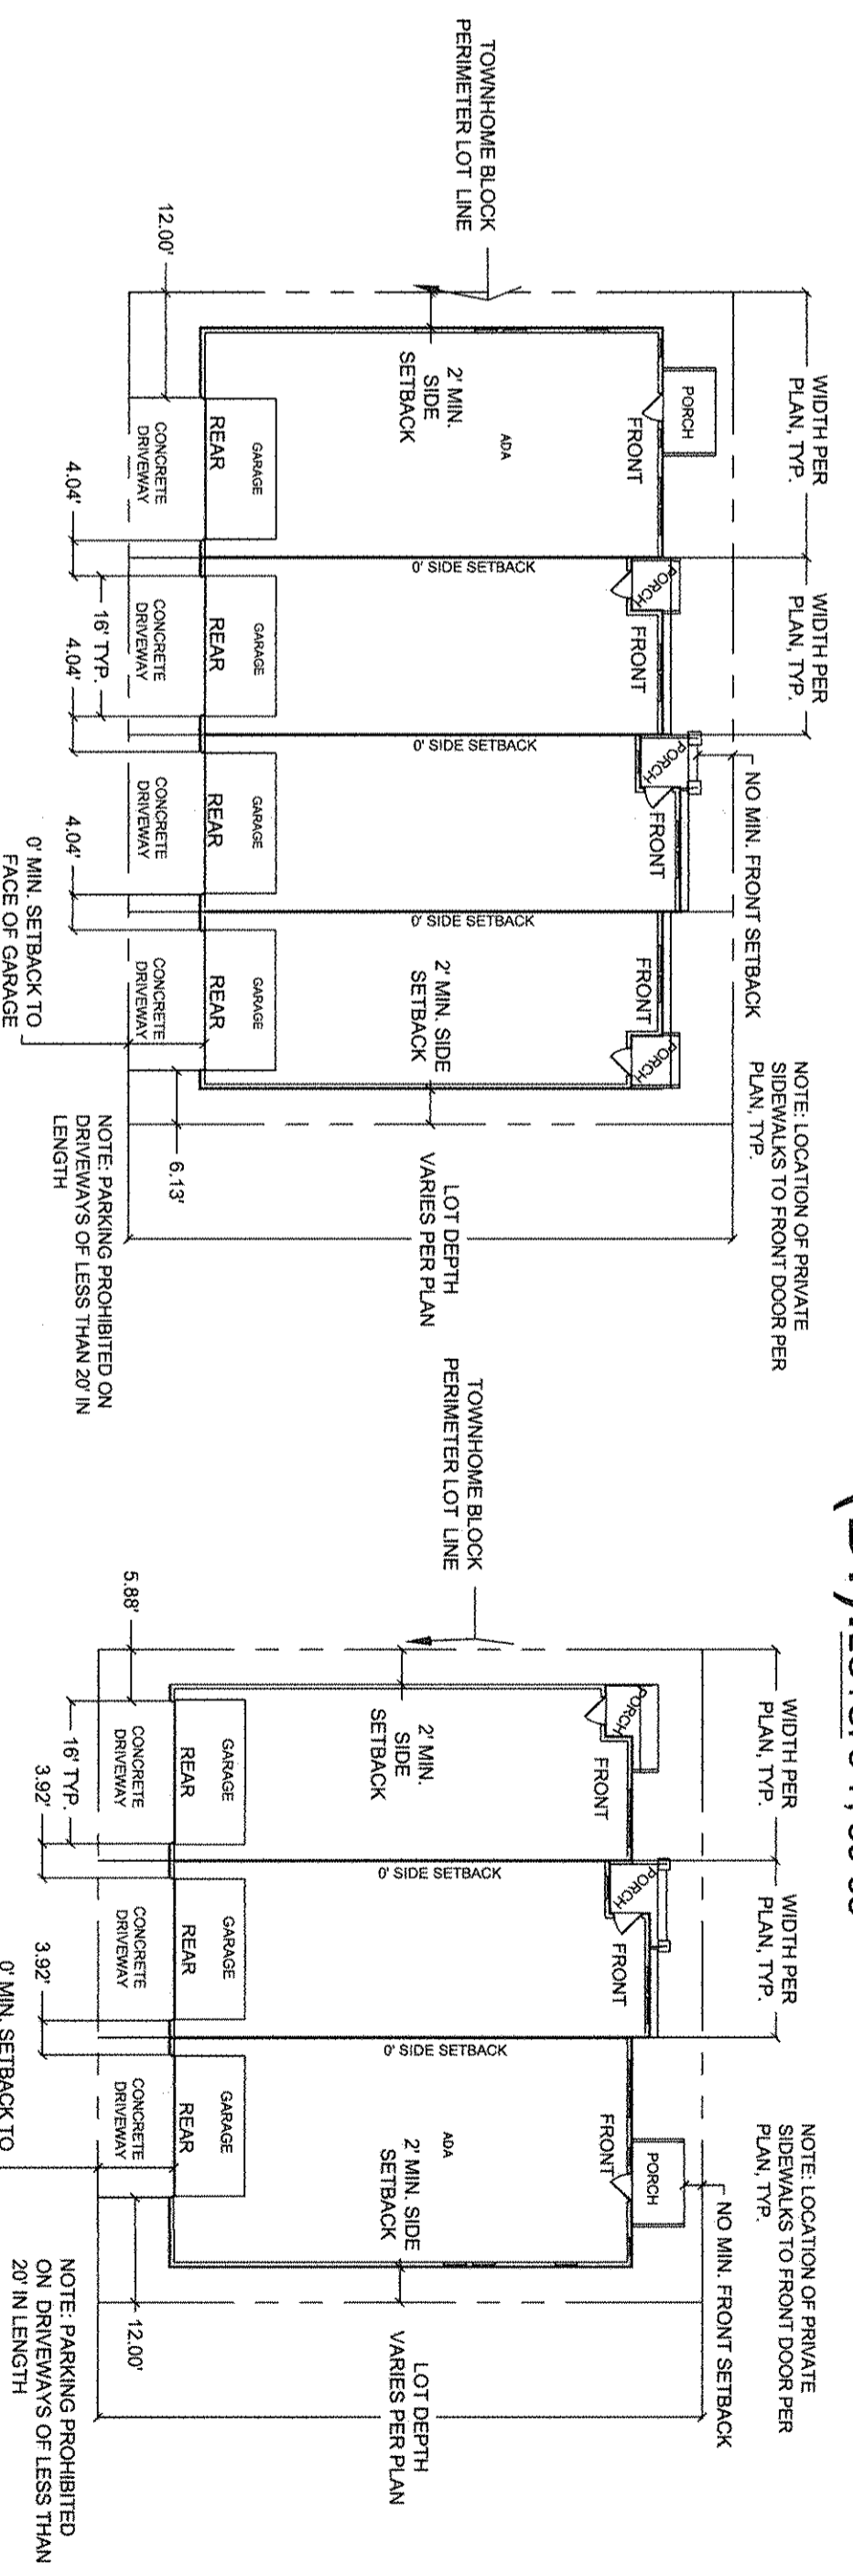 TOWNHOME BLOCK
PERIMETER LOT LINE
WIDTH PER
PLAN, TYP.
WIDTH PER
PLAN, TYP.
NO MIN. FRONT SETBACK
NOTE: LOCATION OF PRIVATE
SIDEWALKS TO FRONT DOOR PER
PLAN, TYP.
PORCH
PORCH
PORCH
PORCH
FRONT
FRONT
FRONT
FRONT
ADA
2' MIN.
SIDE
SETBACK
0' SIDE SETBACK
0' SIDE SETBACK
0' SIDE SETBACK
2' MIN. SIDE
SETBACK
LOT DEPTH
VARIES PER PLAN
GARAGE
GARAGE
GARAGE
GARAGE
REAR
REAR
REAR
REAR
12.00'
CONCRETE
DRIVEWAY
CONCRETE
DRIVEWAY
CONCRETE
DRIVEWAY
CONCRETE
DRIVEWAY
6.13'
16' TYP.
4.04'
4.04'
4.04'
0' MIN. SETBACK TO
FACE OF GARAGE
NOTE: PARKING PROHIBITED ON
DRIVEWAYS OF LESS THAN 20' IN
LENGTH
TOWNHOME BLOCK
PERIMETER LOT LINE
WIDTH PER
PLAN, TYP.
WIDTH PER
PLAN, TYP.
NO MIN. FRONT SETBACK
NOTE: LOCATION OF PRIVATE
SIDEWALKS TO FRONT DOOR PER
PLAN, TYP.
PORCH
PORCH
PORCH
FRONT
FRONT
FRONT
ADA
2' MIN.
SIDE
SETBACK
0' SIDE SETBACK
0' SIDE SETBACK
2' MIN. SIDE
SETBACK
LOT DEPTH
VARIES PER PLAN
GARAGE
GARAGE
GARAGE
REAR
REAR
REAR
5.88'
CONCRETE
DRIVEWAY
CONCRETE
DRIVEWAY
CONCRETE
DRIVEWAY
12.00'
16' TYP.
3.92'
3.92'
0' MIN. SETBACK TO
NOTE: PARKING PROHIBITED
ON DRIVEWAYS OF LESS THAN
20' IN LENGTH